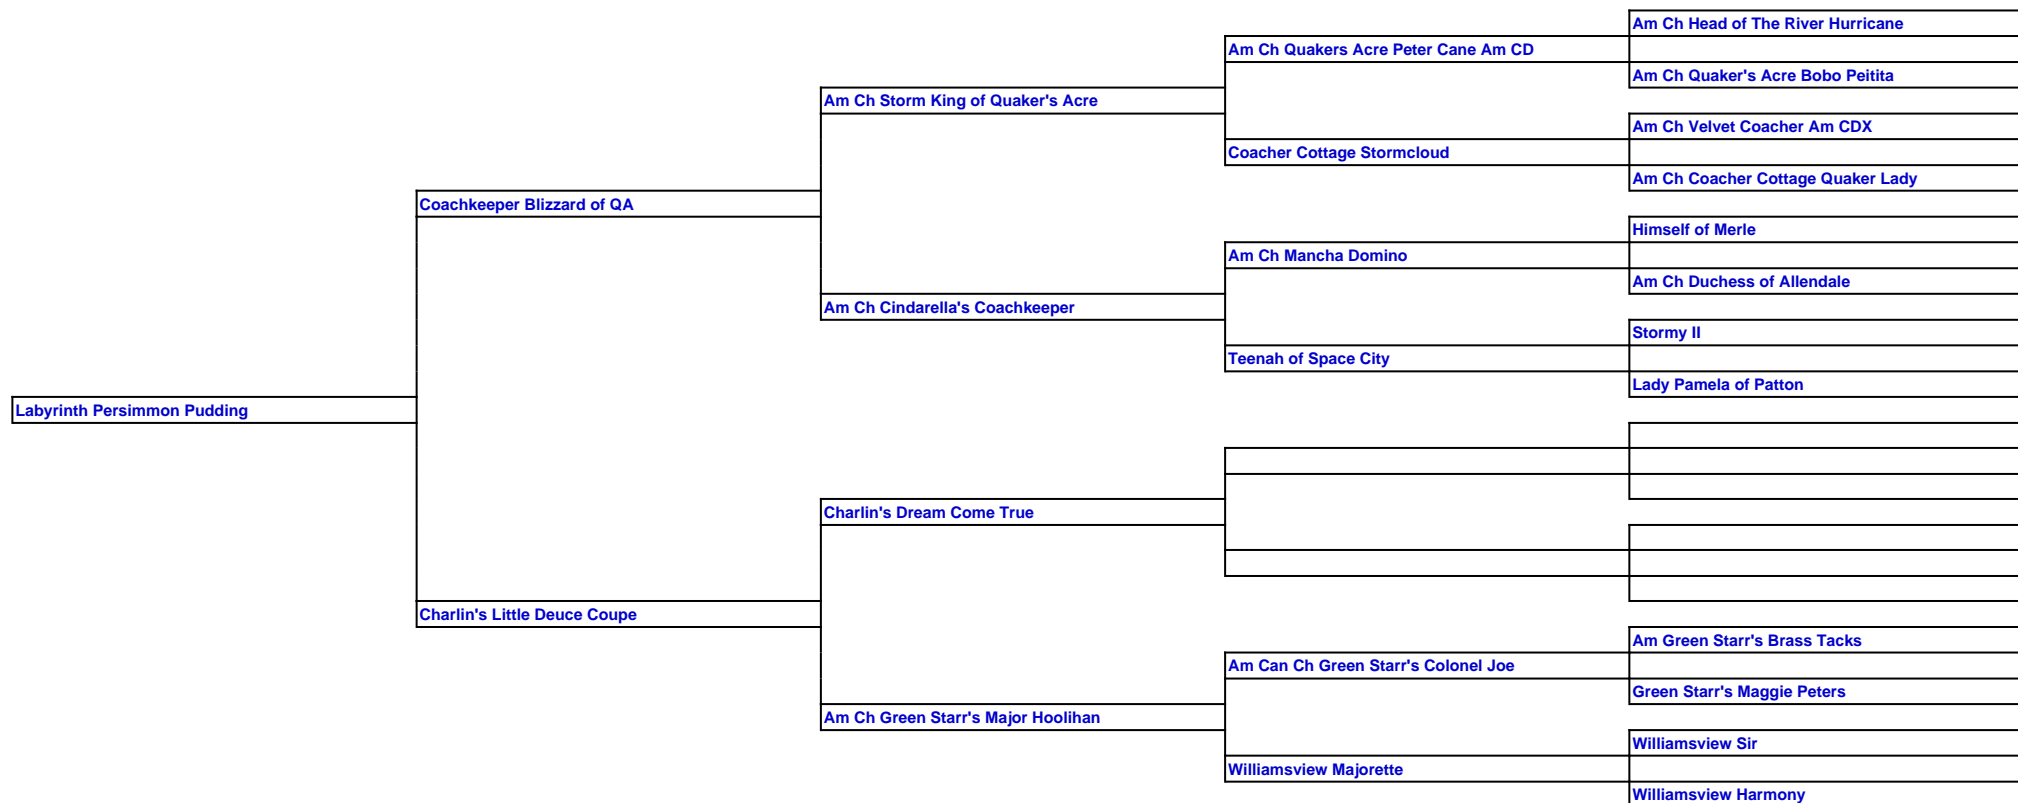 Am Ch Head of The River Hurricane
Am Ch Quakers Acre Peter Cane Am CD
Am Ch Quaker's Acre Bobo Peitita
Am Ch Storm King of Quaker's Acre
Am Ch Velvet Coacher Am CDX
Coacher Cottage Stormcloud
Am Ch Coacher Cottage Quaker Lady
Coachkeeper Blizzard of QA
Himself of Merle
Am Ch Mancha Domino
Am Ch Duchess of Allendale
Am Ch Cindarella's Coachkeeper
Stormy II
Teenah of Space City
Lady Pamela of Patton
Labyrinth Persimmon Pudding
Charlin's Dream Come True
Charlin's Little Deuce Coupe
Am Green Starr's Brass Tacks
Am Can Ch Green Starr's Colonel Joe
Green Starr's Maggie Peters
Am Ch Green Starr's Major Hoolihan
Williamsview Sir
Williamsview Majorette
Williamsview Harmony